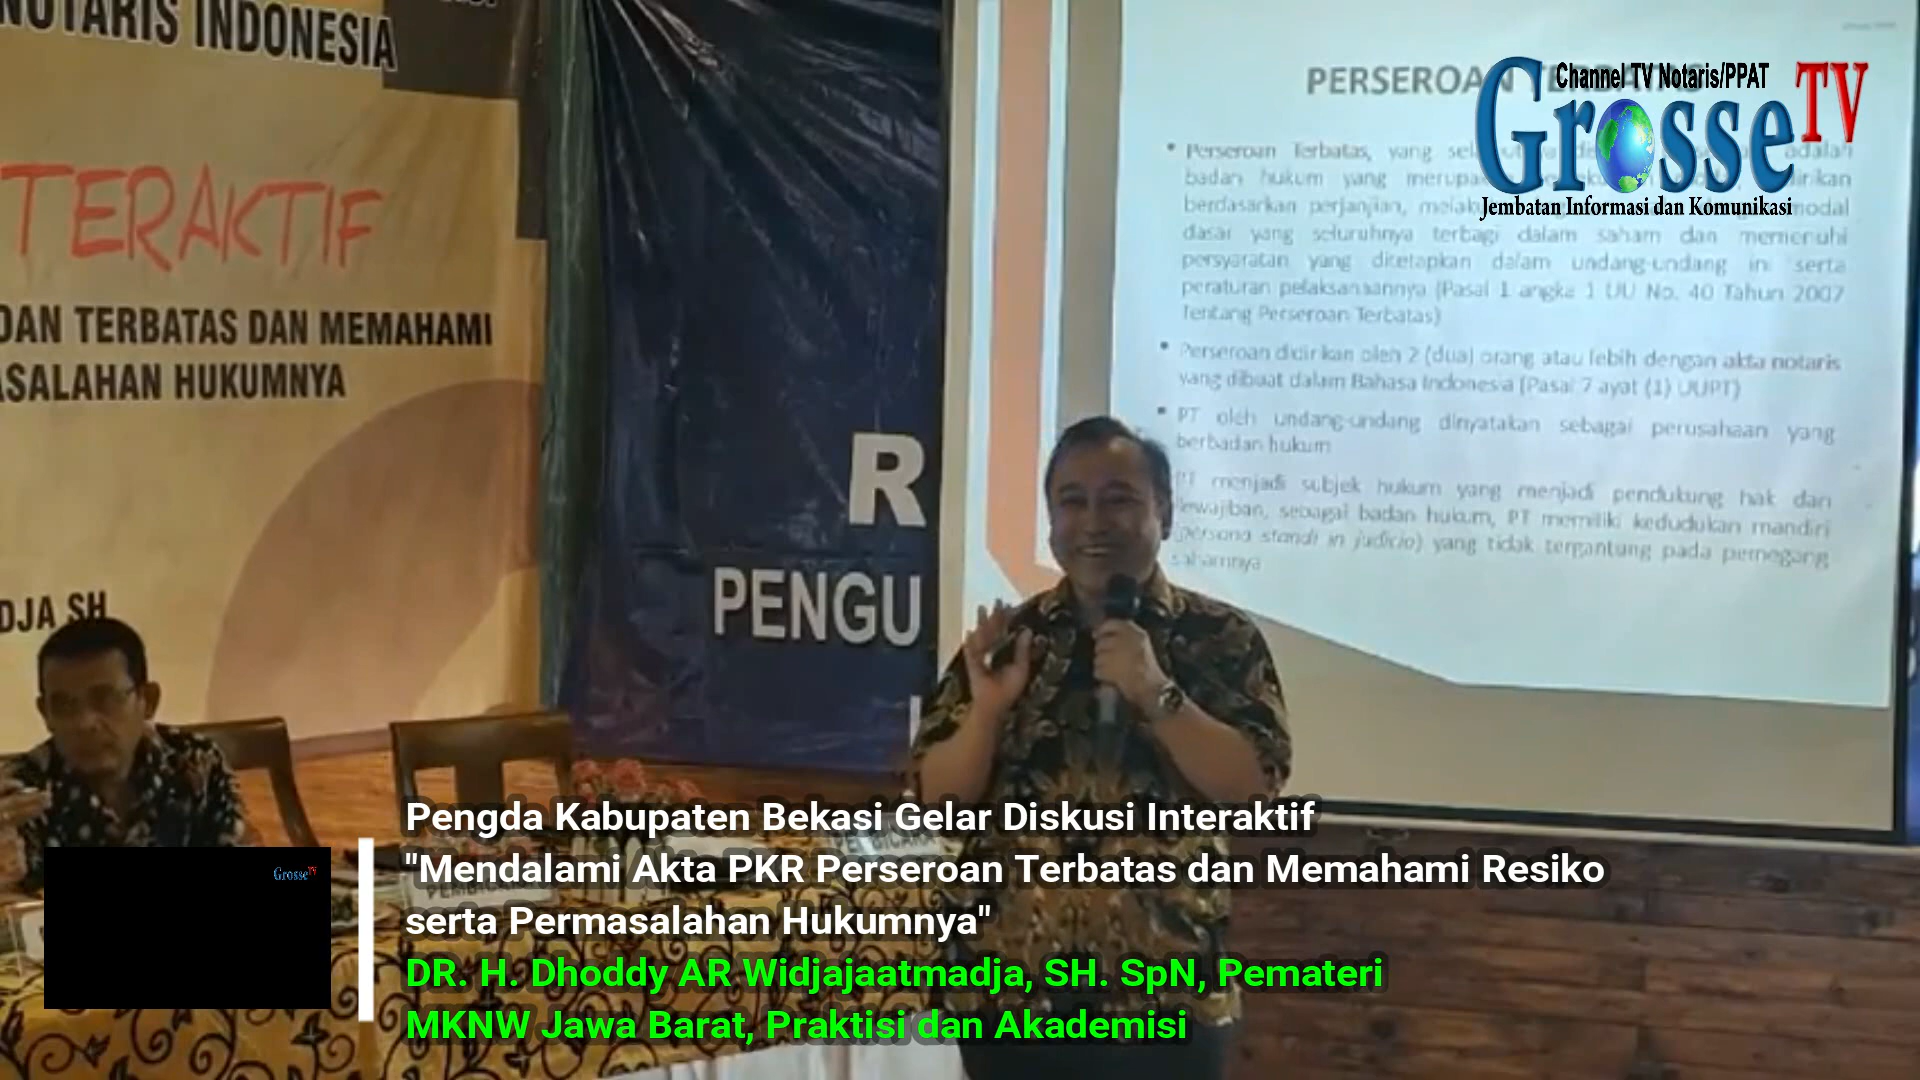 NOTARIS INDONESIA
TERAKTIF
OAN TERBATAS DAN MEMAHAMI
ASALAHAN HUKUMNYA
DJA SH
R
PENGU
PERSEROAN
Perseroan Terbatas, yang adalah
badan hukum yang
berdasarkan perjanjian, modal
dasar yang seluruhnya terbagi dalam saham dan memenuhi
persyaratan yang ditetapkan dalam undang-undang ini serta
peraturan pelaksanaannya (Pasal 1 angka 1 UU No. 40 Tahun 2007
Tentang Perseroan Terbatas)
Perseroan didirikan oleh 2 (dua) orang atau lebih dengan akta notaris
yang dibuat dalam Bahasa Indonesia (Pasal 7 ayat (1) UUPT)
PT oleh undang-undang dinyatakan sebagai perusahaan yang
berbadan hukum
PT menjadi subjek hukum yang menjadi pendukung hak dan
kewajiban, sebagai badan hukum, PT memiliki kedudukan mandiri
(persona standi in judicio) yang tidak tergantung pada pemegang
sahamnya
Channel TV Notaris/PPAT
Grosse TV
Jembatan Informasi dan Komunikasi
Pengda Kabupaten Bekasi Gelar Diskusi Interaktif
"Mendalami Akta PKR Perseroan Terbatas dan Memahami Resiko
serta Permasalahan Hukumnya"
DR. H. Dhoddy AR Widjajaatmadja, SH. SpN, Pemateri
MKNW Jawa Barat, Praktisi dan Akademisi
Grosse TV